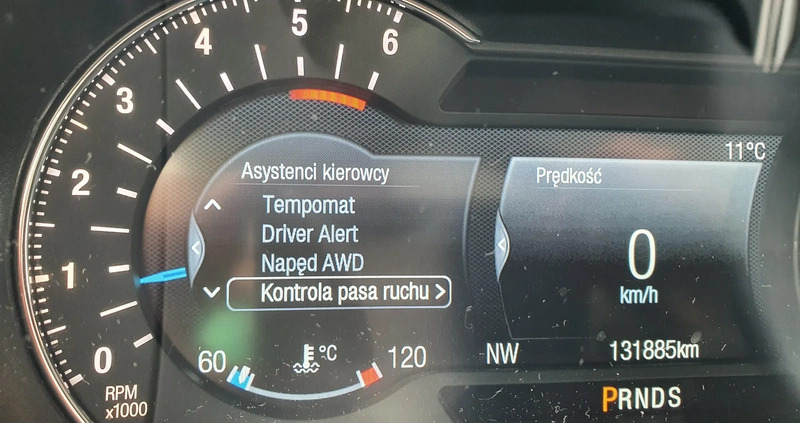 4 5 6
3
2
1
0
RPM
x1000
Asystenci kierowcy
Tempomat
Driver Alert
Napęd AWD
Kontrola pasa ruchu >
60 °C 120
11°C
Prędkość
0
km/h
NW 131885km
PRNDS